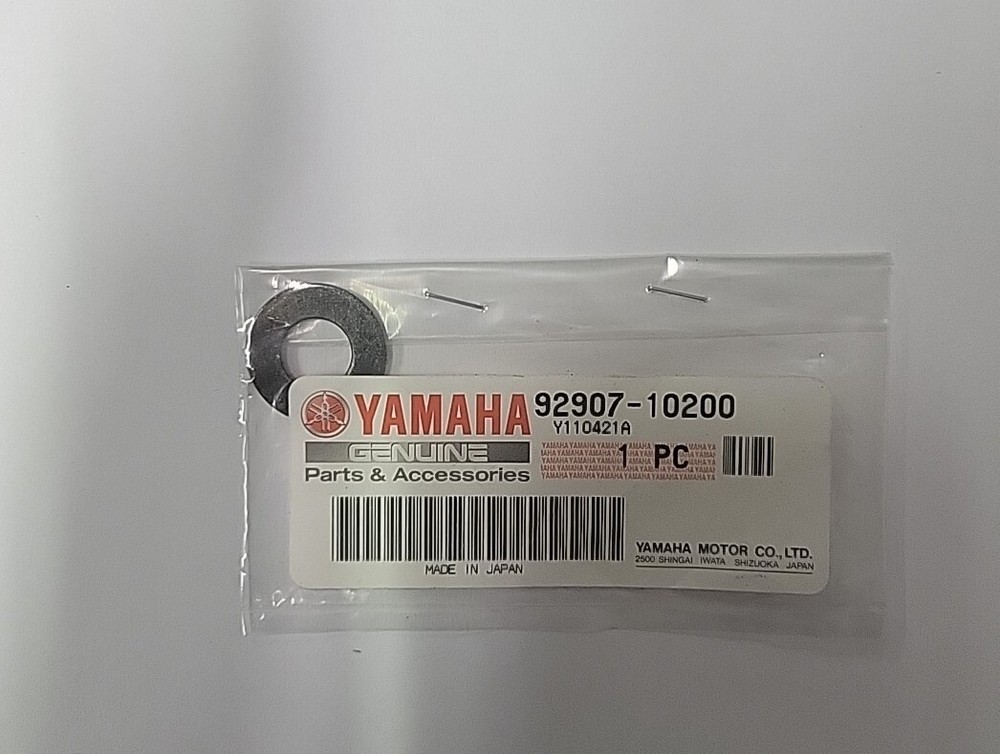 YAMAHA
GENUINE
Parts & Accessories
92907-10200
Y110421A
YAMAHAYAMAHAYAMAHAYAMAHAYAMAHAYAMAHAYA
1 PC
MADE IN JAPAN
YAMAHA MOTOR CO., LTD.
2500 SHINGAI IWATA SHIZUOKA JAPAN